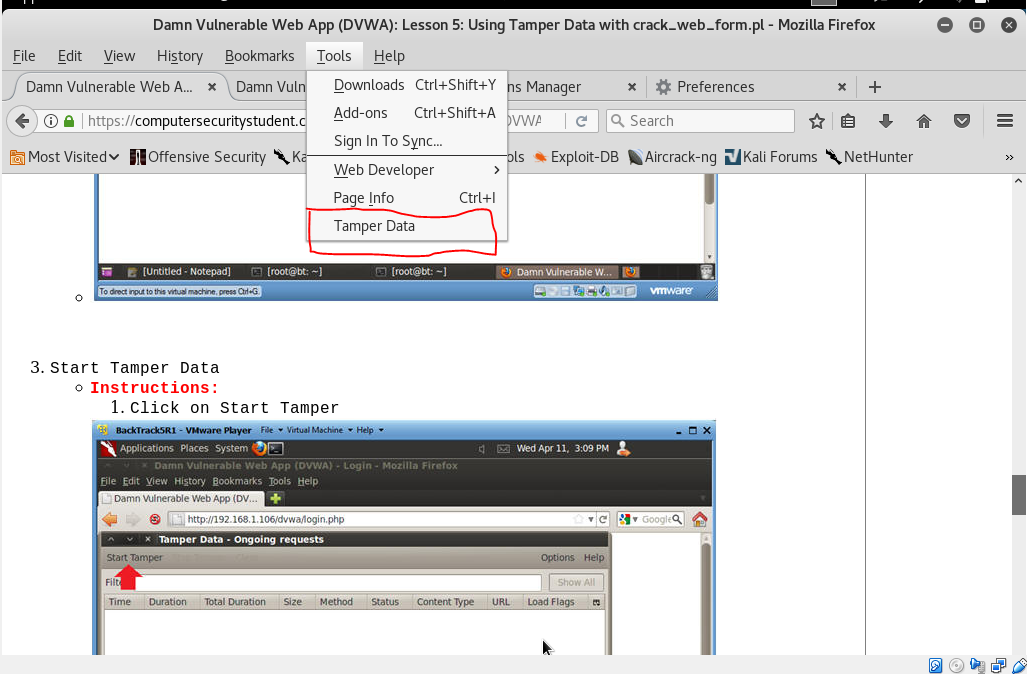 Damn Vulnerable Web App (DVWA): Lesson 5: Using Tamper Data with crack_web_form.pl - Mozilla Firefox
File Edit View History Bookmarks Tools Help
Damn Vulnerable Web A... × Damn Vuln ns Manager × Preferences × +
https://computersecuritystudent.c DVWA Search
Most Visited Offensive Security Ka ols Exploit-DB Aircrack-ng Kali Forums NetHunter »
Downloads Ctrl+Shift+Y
Add-ons Ctrl+Shift+A
Sign In To Sync...
Web Developer >
Page Info Ctrl+I
Tamper Data
[Untitled - Notepad] [root@bt: ~] [root@bt: ~] Damn Vulnerable W...
To direct input to this virtual machine, press Ctrl+G. vmware
3. Start Tamper Data
Instructions:
1. Click on Start Tamper
BackTrack5R1 - VMware Player File Virtual Machine Help
Applications Places System Wed Apr 11, 3:09 PM
Damn Vulnerable Web App (DVWA) - Login - Mozilla Firefox
File Edit View History Bookmarks Tools Help
Damn Vulnerable Web App (DV...
http://192.168.1.106/dvwa/login.php Google
Tamper Data - Ongoing requests
Start Tamper Options Help
Filte Show All
Time Duration Total Duration Size Method Status Content Type URL Load Flags